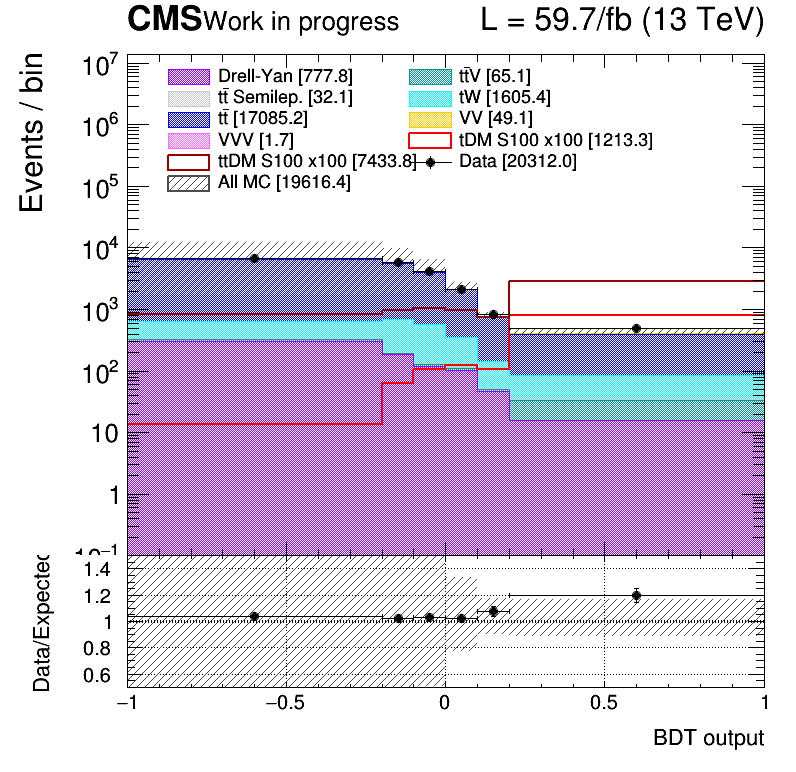 CMS Work in progress L = 59.7/fb (13 TeV)
Events / bin
10⁷
10⁶
10⁵
10⁴
10³
10²
10
1
10⁻¹
Drell-Yan [777.8]
tt̄V [65.1]
tt̄ Semilep. [32.1]
tW [1605.4]
tt̄ [17085.2]
VV [49.1]
VVV [1.7]
tDM S100 x100 [1213.3]
ttDM S100 x100 [7433.8]
Data [20312.0]
All MC [19616.4]
Data/Expected
1.4
1.2
1
0.8
0.6
−1 −0.5 0 0.5 1
BDT output